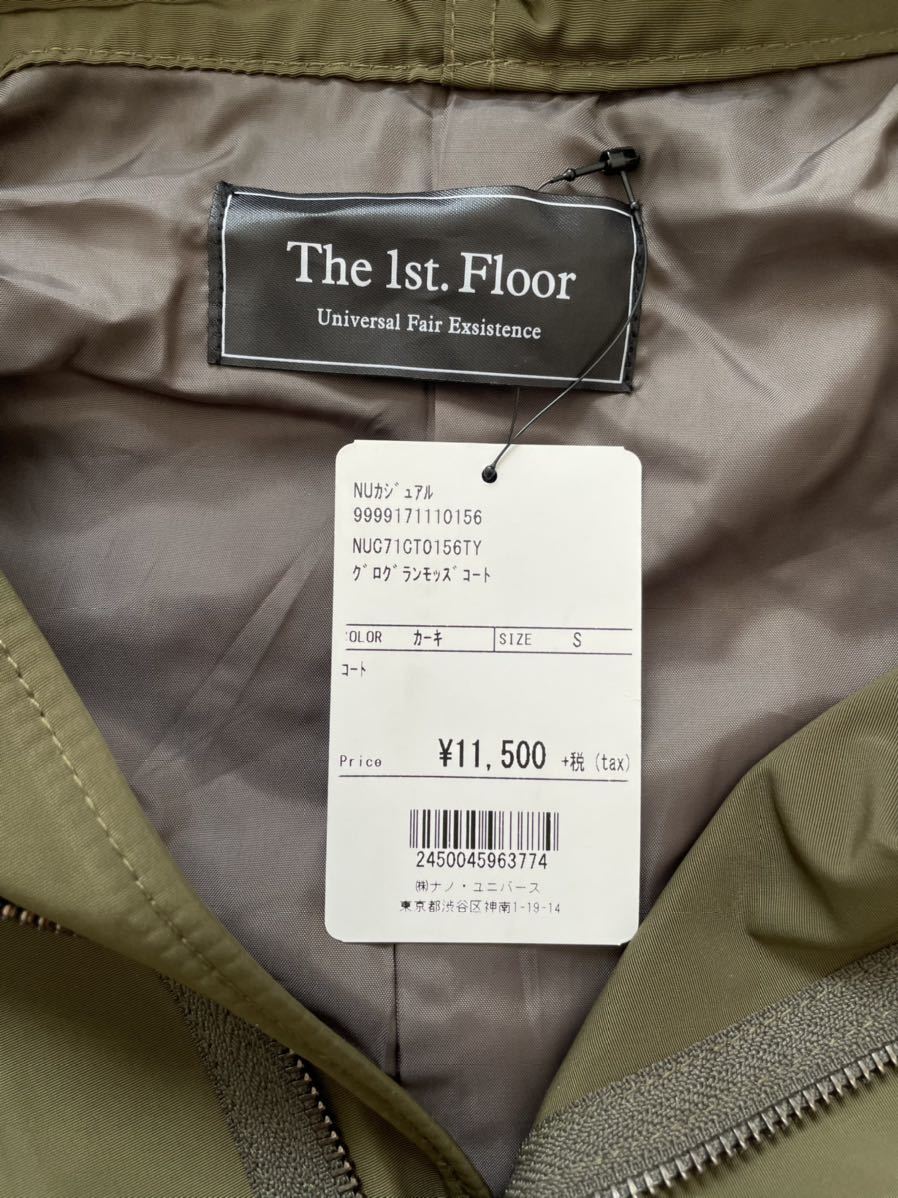 The 1st. Floor
Universal Fair Exsistence
NUｶｼﾞｭｱﾙ
9999171110156
NUC71CT0156TY
ｸﾞﾛｸﾞﾗﾝﾓｯｽﾞｺｰﾄ
COLOR カーキ SIZE S
ｺｰﾄ
Price ¥11,500 +税 (tax)
2450045963774
㈱ナノ・ユニバース
東京都渋谷区神南1-19-14